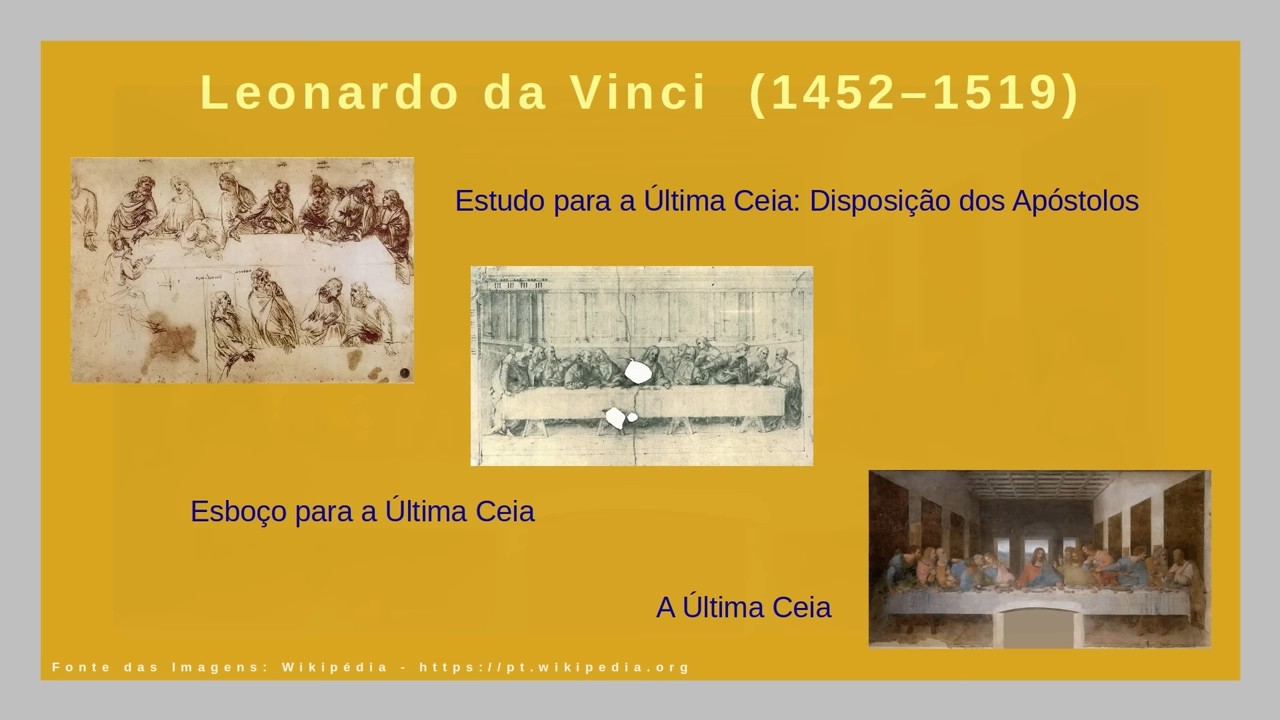 Leonardo da Vinci (1452–1519)
Estudo para a Última Ceia: Disposição dos Apóstolos
Esboço para a Última Ceia
A Última Ceia
Fonte das Imagens: Wikipédia - https://pt.wikipedia.org